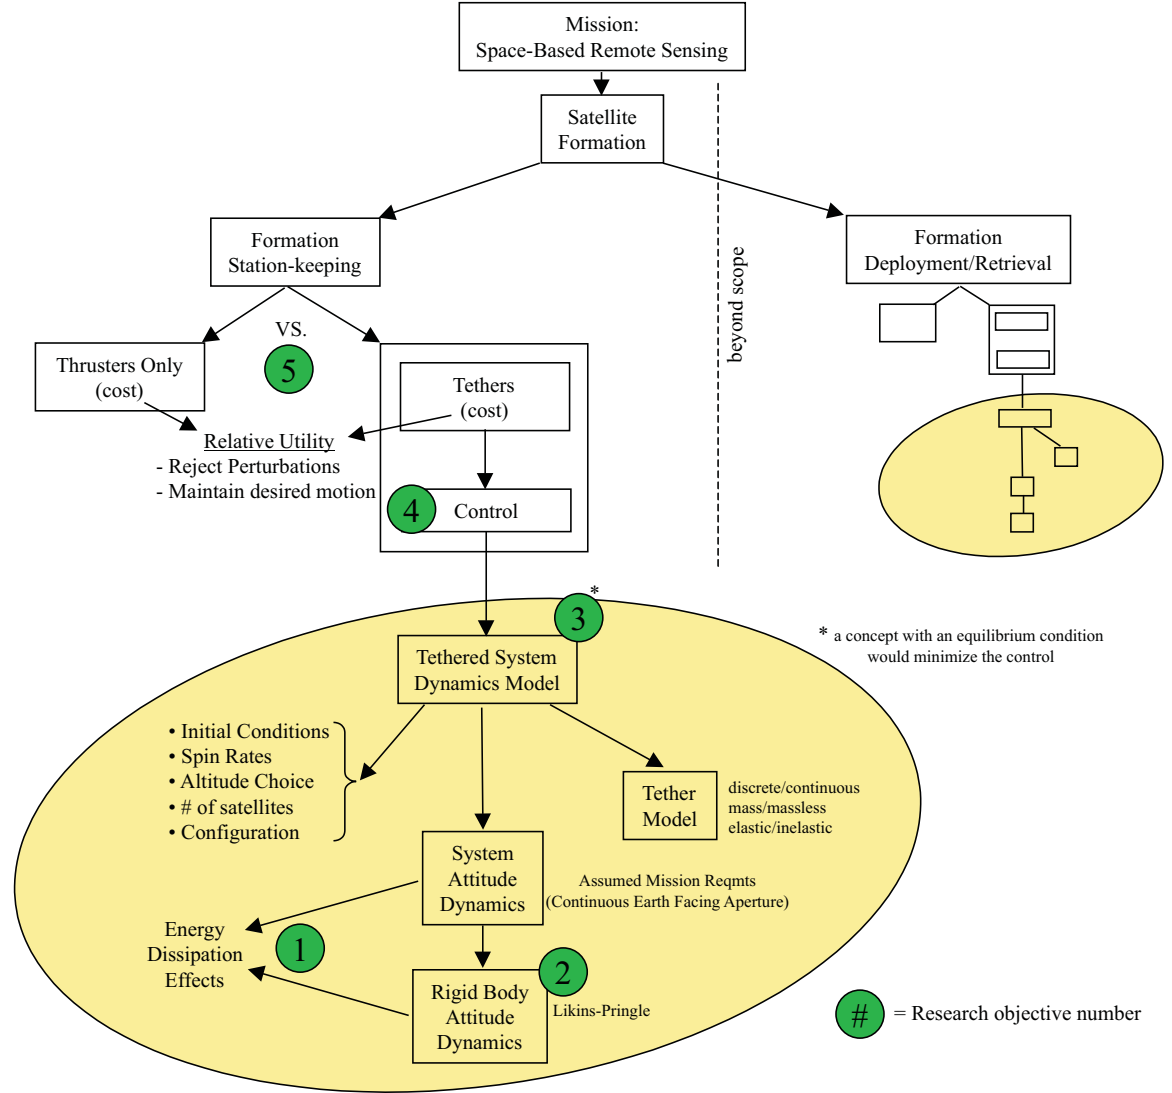 Mission:
Space-Based Remote Sensing
Satellite
Formation
Formation
Station-keeping
Formation
Deployment/Retrieval
beyond scope
VS.
5
Thrusters Only
(cost)
Tethers
(cost)
Relative Utility
- Reject Perturbations
- Maintain desired motion
4
Control
3
*
* a concept with an equilibrium condition
would minimize the control
Tethered System
Dynamics Model
• Initial Conditions
• Spin Rates
• Altitude Choice
• # of satellites
• Configuration
Tether
Model
discrete/continuous
mass/massless
elastic/inelastic
System
Attitude
Dynamics
Assumed Mission Reqmts
(Continuous Earth Facing Aperture)
Energy
Dissipation
Effects
1
2
Rigid Body
Attitude
Dynamics
Likins-Pringle
# = Research objective number